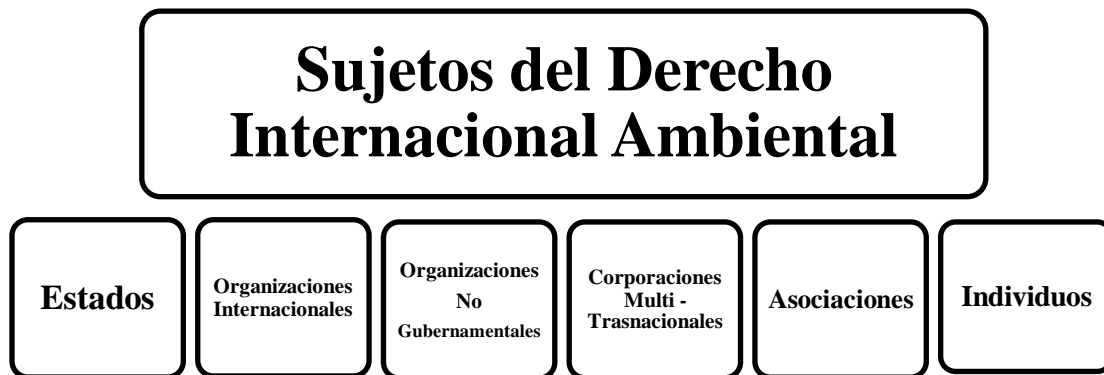 Sujetos del Derecho
Internacional Ambiental
Estados
Organizaciones
Internacionales
Organizaciones
No
Gubernamentales
Corporaciones
Multi -
Trasnacionales
Asociaciones
Individuos